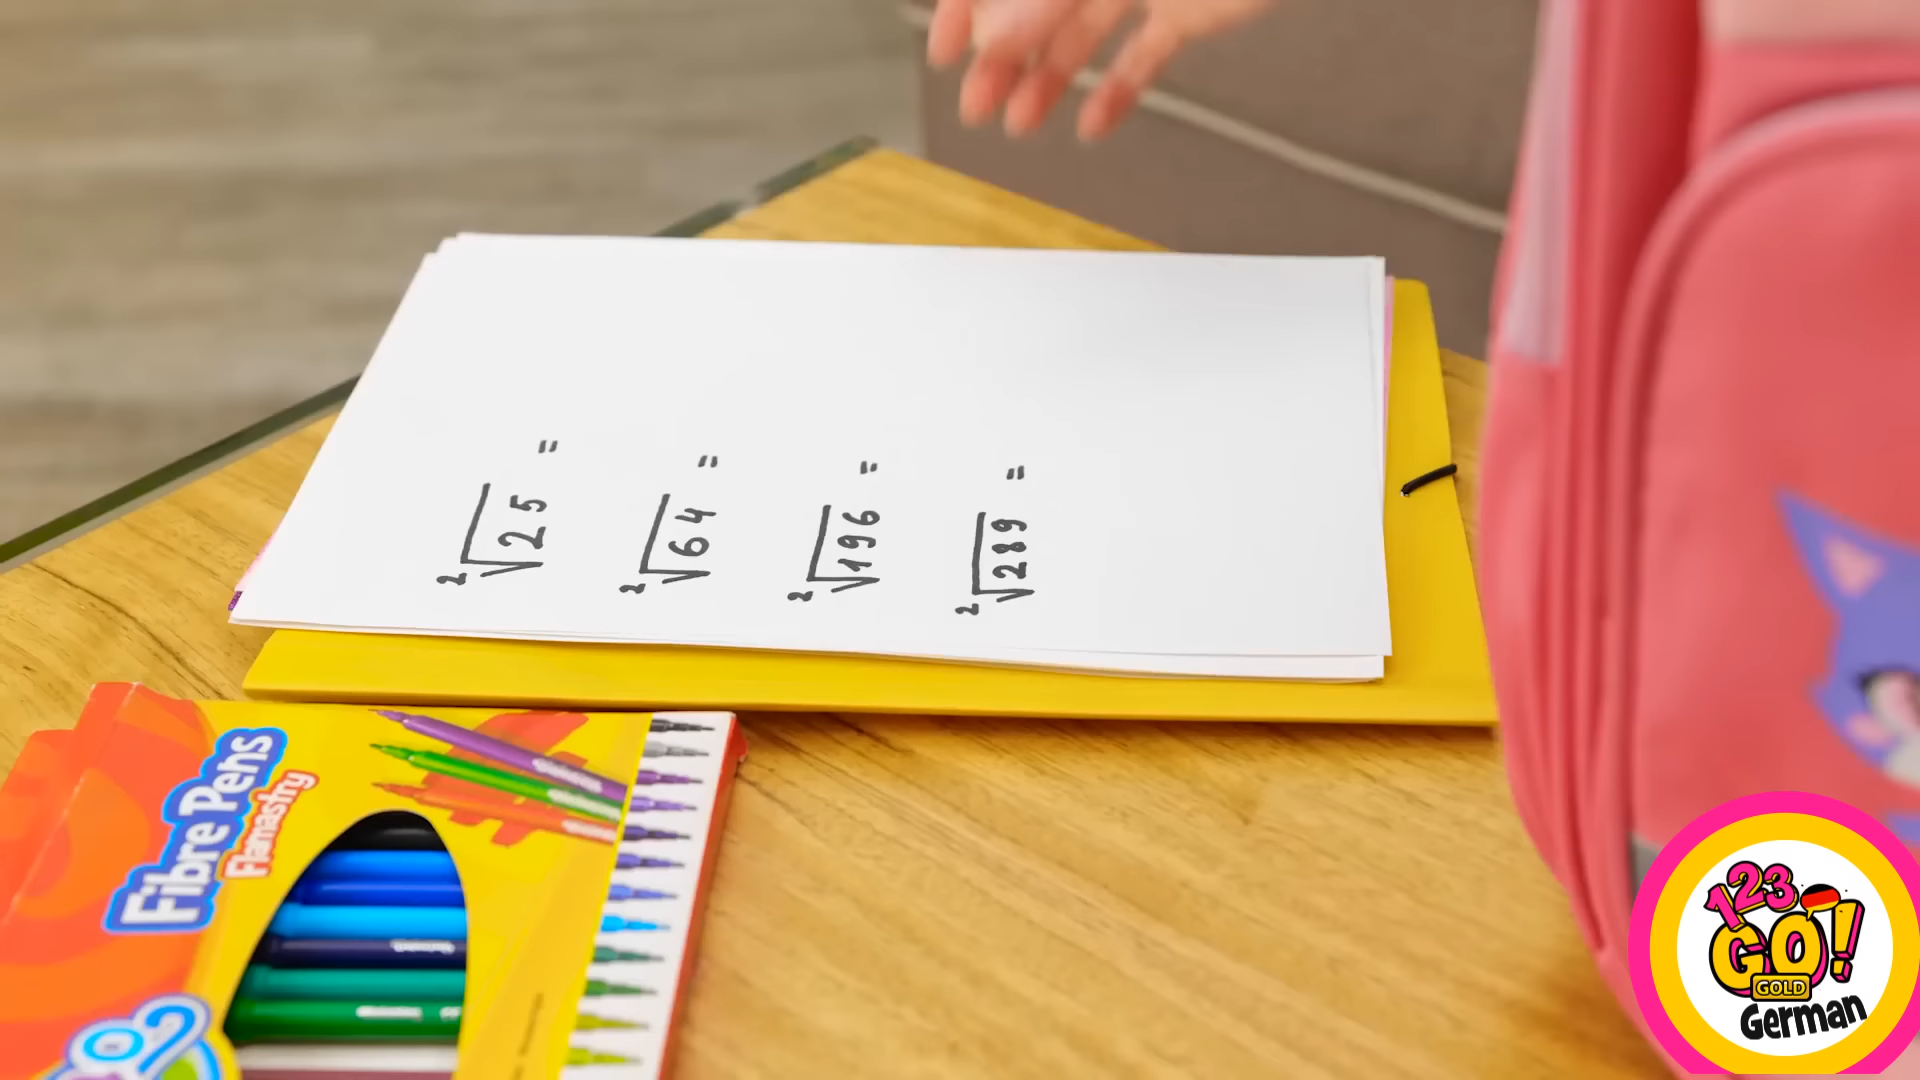 ²√25 =
²√64 =
²√196 =
²√289 =
Fibre Pens
Flamastry
123
GO!
GOLD
German